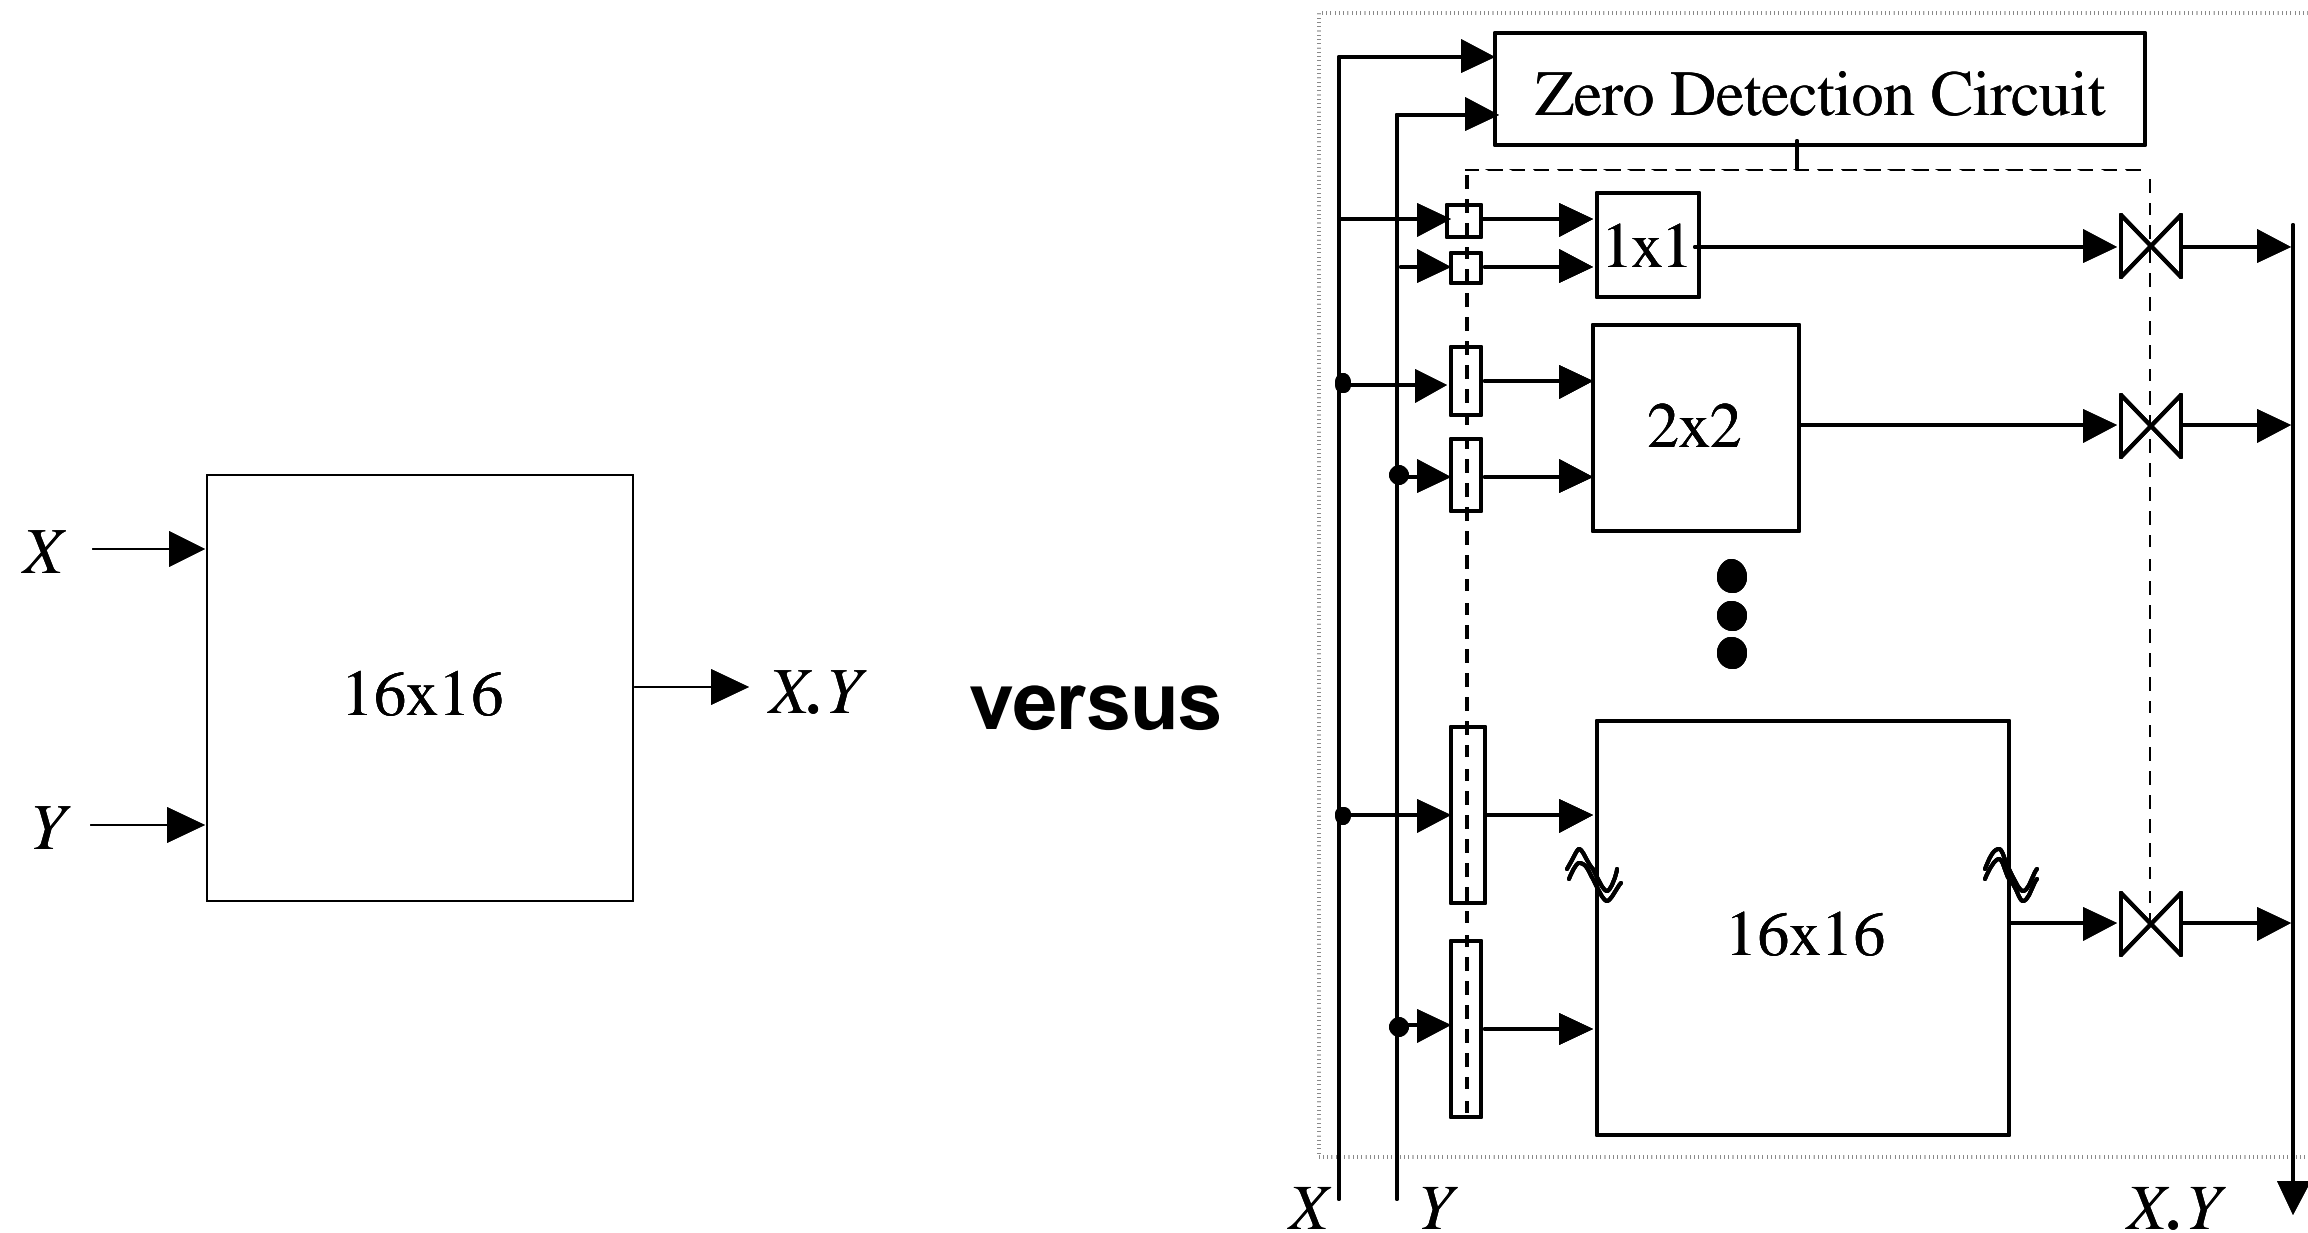 X
16x16
Y
X.Y
versus
Zero Detection Circuit
1x1
2x2
16x16
X
Y
X.Y